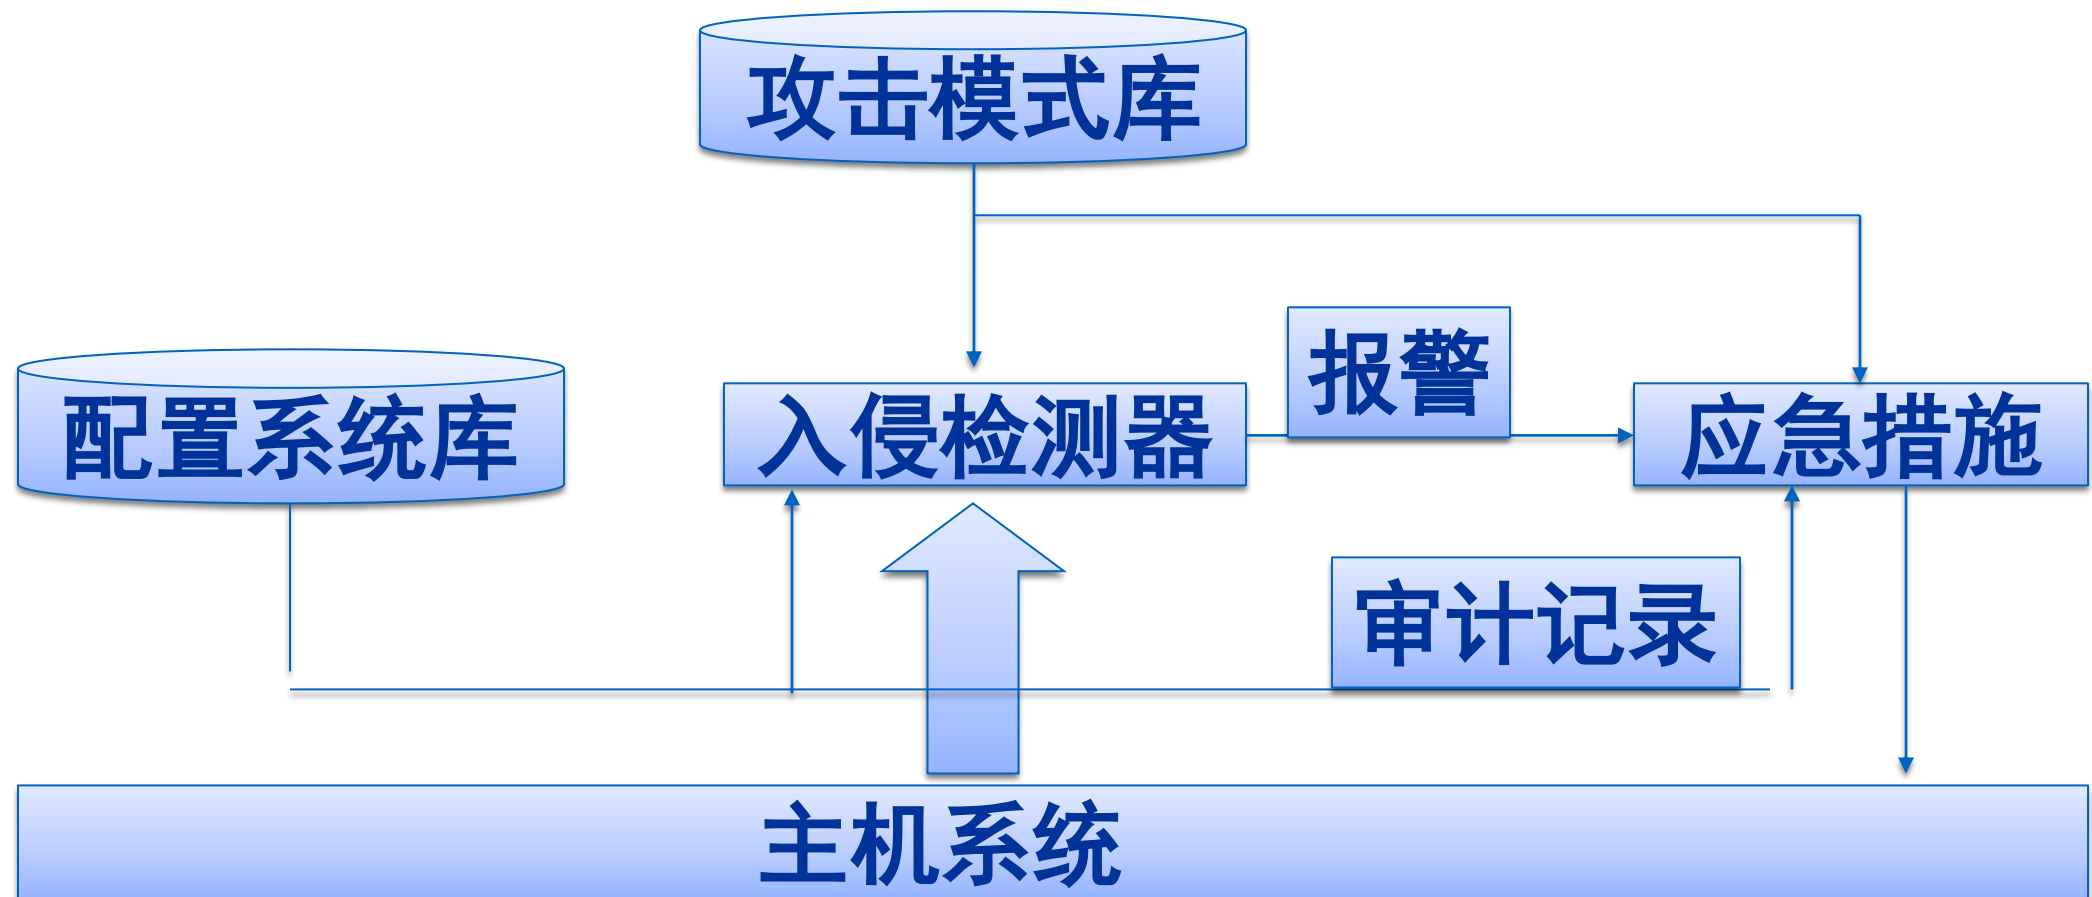 攻击模式库
报警
配置系统库
入侵检测器
应急措施
审计记录
主机系统